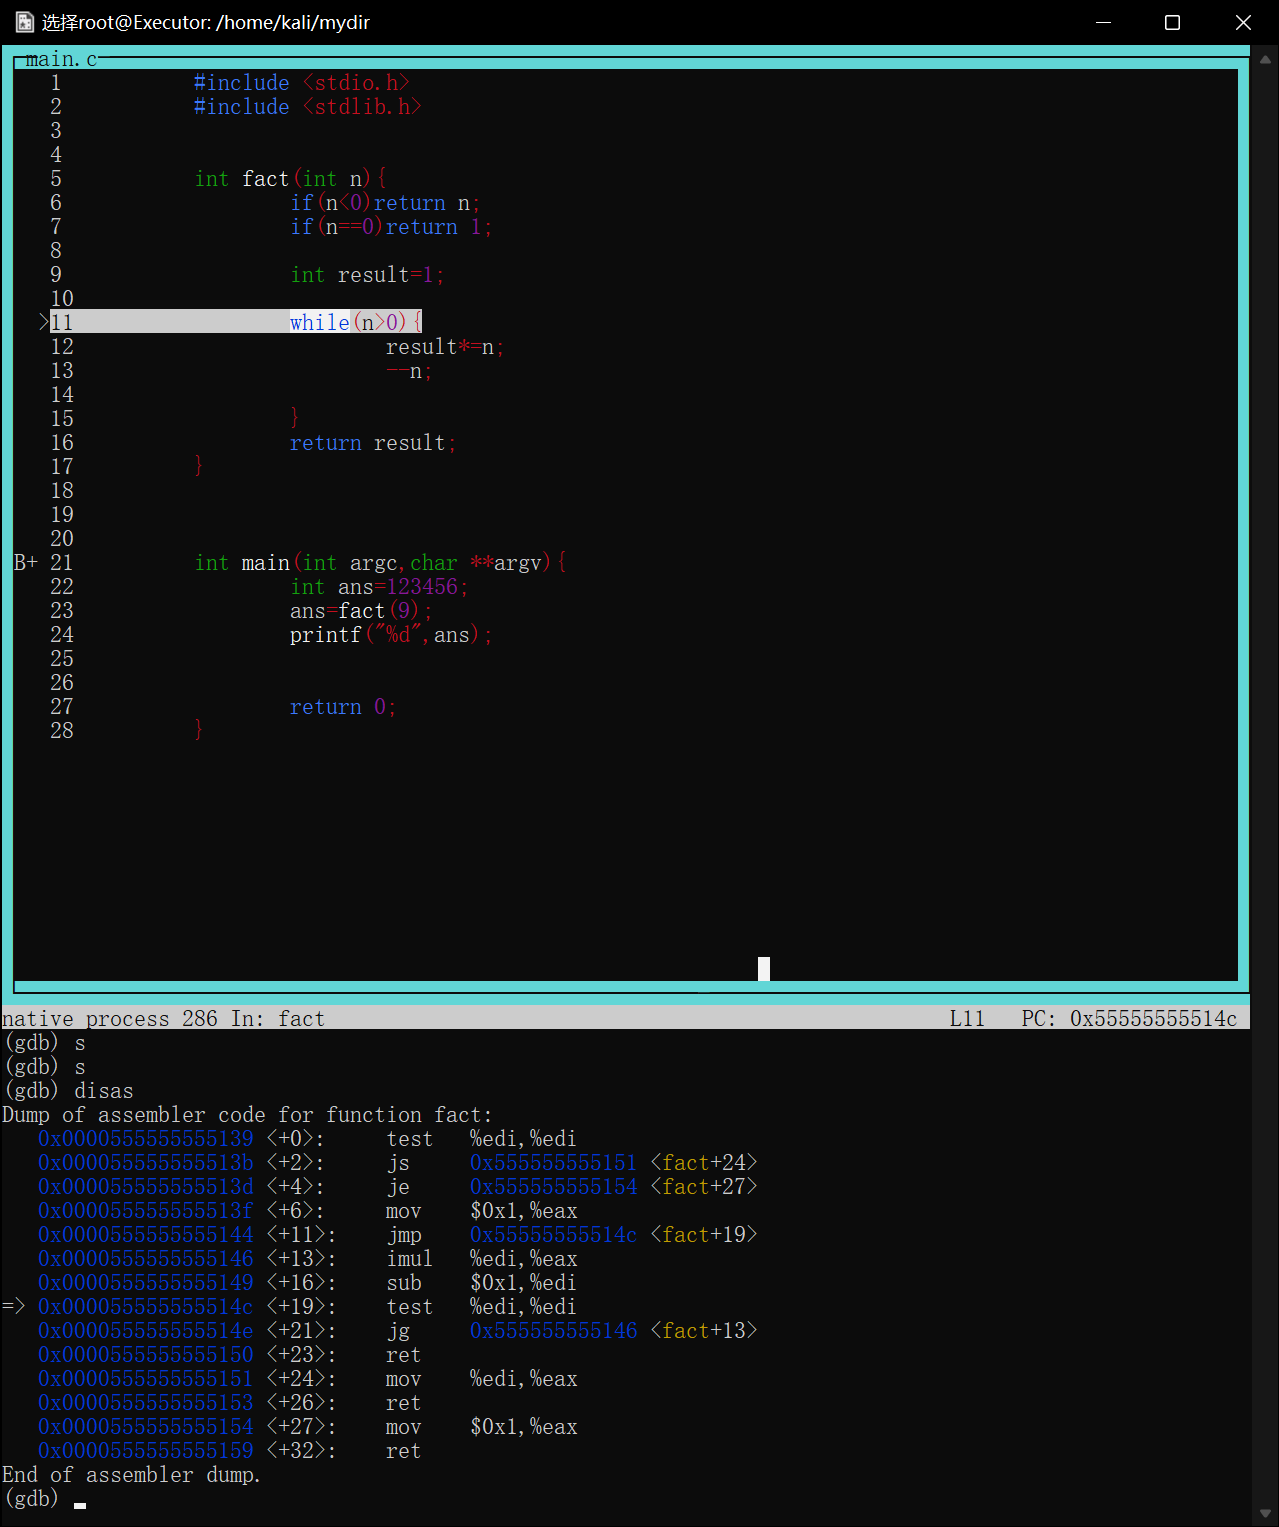 选择root@Executor: /home/kali/mydir
main.c
1 #include <stdio.h>
2 #include <stdlib.h>
3
4
5 int fact(int n){
6 if(n<0)return n;
7 if(n==0)return 1;
8
9 int result=1;
10
>11 while(n>0){
12 result*=n;
13 --n;
14
15 }
16 return result;
17 }
18
19
20
B+ 21 int main(int argc,char **argv){
22 int ans=123456;
23 ans=fact(9);
24 printf("%d",ans);
25
26
27 return 0;
28 }
native process 286 In: fact L11 PC: 0x55555555514c
(gdb) s
(gdb) s
(gdb) disas
Dump of assembler code for function fact:
0x0000555555555139 <+0>: test %edi,%edi
0x000055555555513b <+2>: js 0x555555555151 <fact+24>
0x000055555555513d <+4>: je 0x555555555154 <fact+27>
0x000055555555513f <+6>: mov $0x1,%eax
0x0000555555555144 <+11>: jmp 0x55555555514c <fact+19>
0x0000555555555146 <+13>: imul %edi,%eax
0x0000555555555149 <+16>: sub $0x1,%edi
=> 0x000055555555514c <+19>: test %edi,%edi
0x000055555555514e <+21>: jg 0x555555555146 <fact+13>
0x0000555555555150 <+23>: ret
0x0000555555555151 <+24>: mov %edi,%eax
0x0000555555555153 <+26>: ret
0x0000555555555154 <+27>: mov $0x1,%eax
0x0000555555555159 <+32>: ret
End of assembler dump.
(gdb)